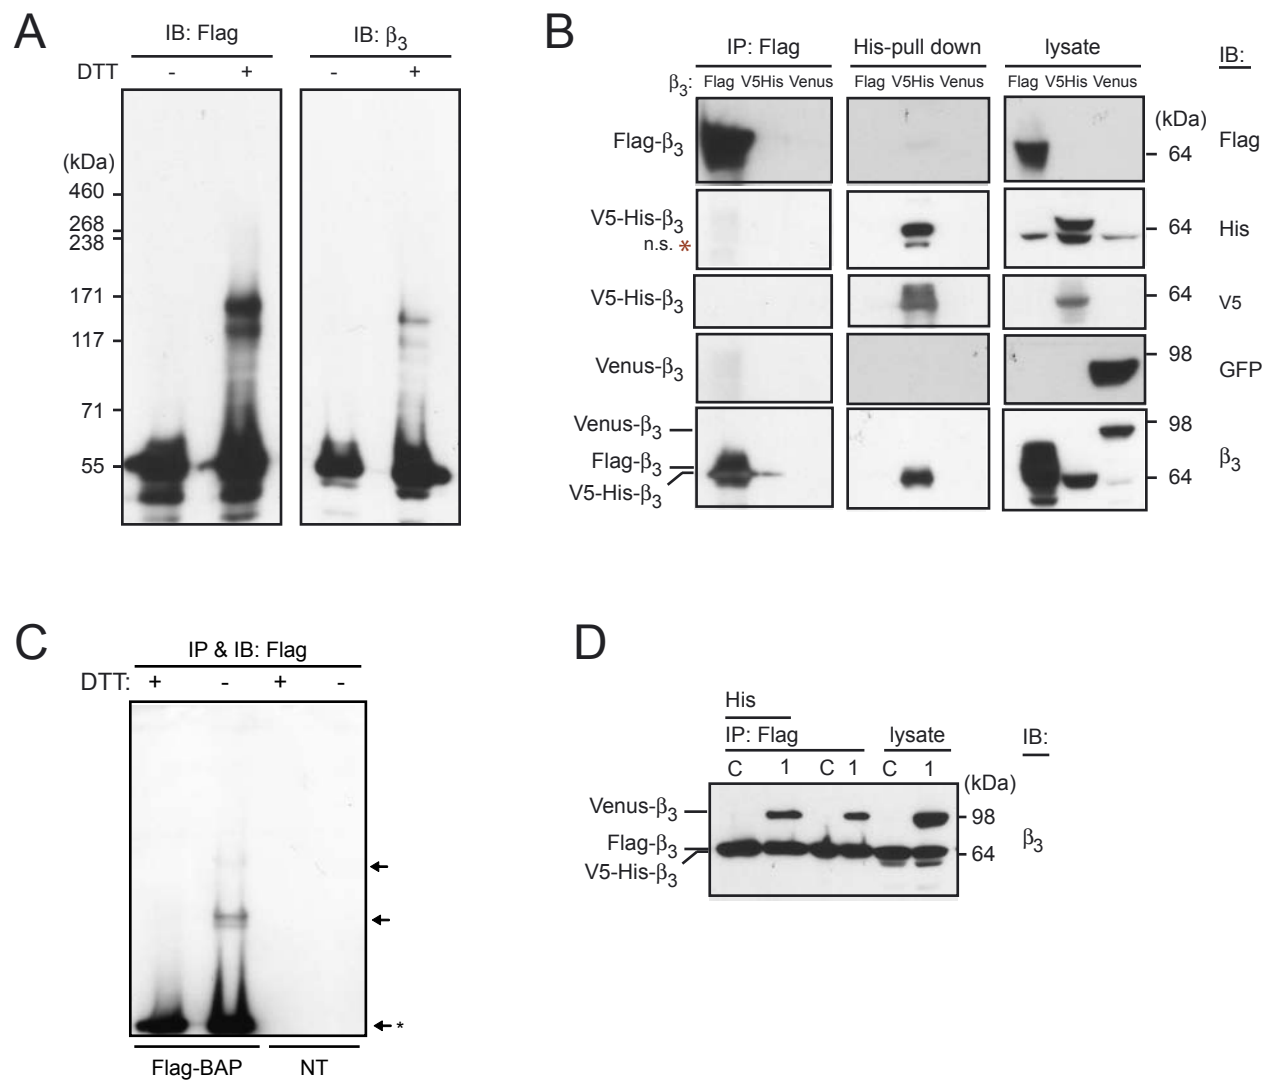 A
IB: Flag
IB: β3
DTT
- +
- +
(kDa)
460
268
238
171
117
71
55
B
IP: Flag
His-pull down
lysate
IB:
β3:
Flag V5His Venus
Flag V5His Venus
Flag V5His Venus
(kDa)
Flag-β3
64
Flag
V5-His-β3
n.s. *
64
His
V5-His-β3
64
V5
Venus-β3
98
GFP
Venus-β3
98
Flag-β3
β3
V5-His-β3
64
C
IP & IB: Flag
DTT: + - + -
*
Flag-BAP
NT
D
His
IP: Flag
lysate
IB:
C 1 C 1 C 1
(kDa)
Venus-β3
98
Flag-β3
β3
64
V5-His-β3